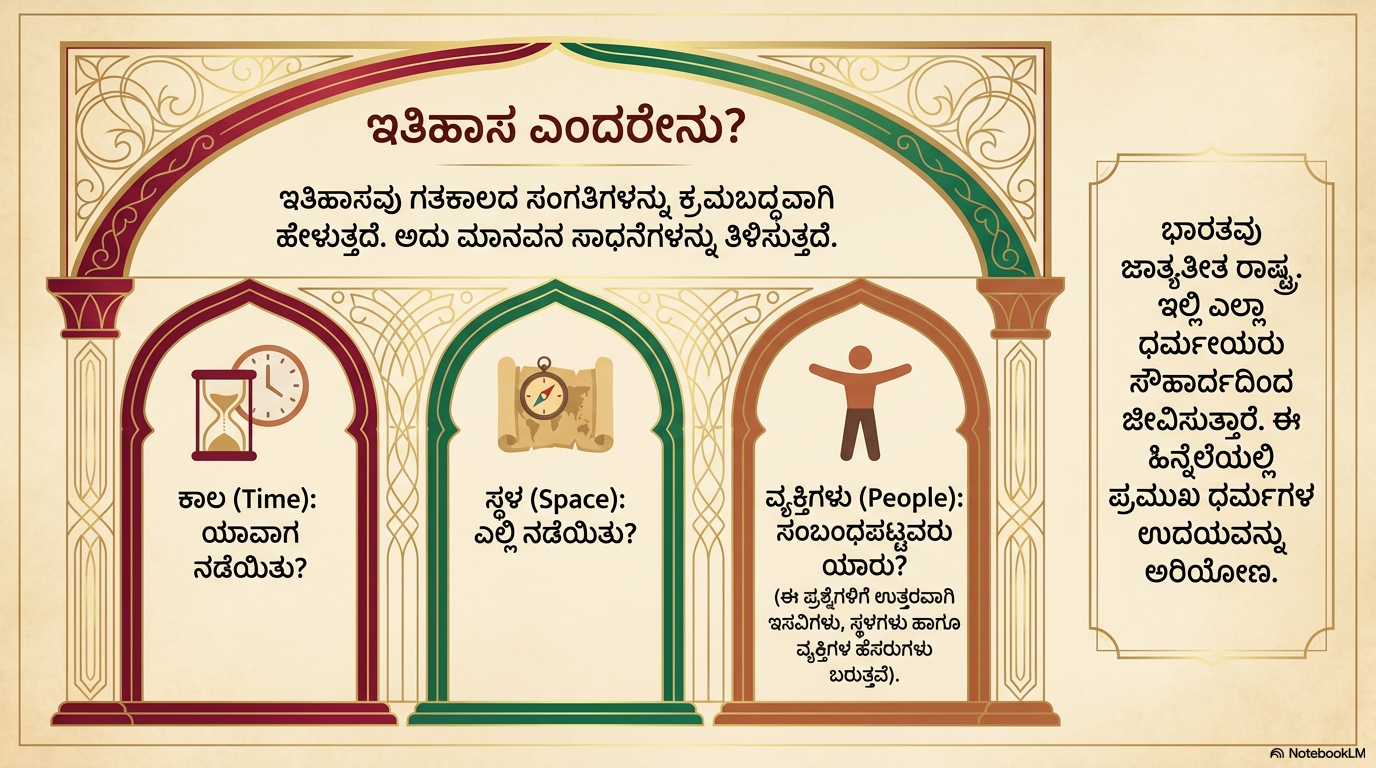 ಇತಿಹಾಸ ಎಂದರೇನು?
ಇತಿಹಾಸವು ಗತಕಾಲದ ಸಂಗತಿಗಳನ್ನು ಕ್ರಮಬದ್ಧವಾಗಿ
ಹೇಳುತ್ತದೆ. ಅದು ಮಾನವನ ಸಾಧನೆಗಳನ್ನು ತಿಳಿಸುತ್ತದೆ.
ಕಾಲ (Time):
ಯಾವಾಗ
ನಡೆಯಿತು?
ಸ್ಥಳ (Space):
ಎಲ್ಲಿ ನಡೆಯಿತು?
ವ್ಯಕ್ತಿಗಳು (People):
ಸಂಬಂಧಪಟ್ಟವರು
ಯಾರು?
(ಈ ಪ್ರಶ್ನೆಗಳಿಗೆ ಉತ್ತರವಾಗಿ
ಇಸವಿಗಳು, ಸ್ಥಳಗಳು ಹಾಗೂ
ವ್ಯಕ್ತಿಗಳ ಹೆಸರುಗಳು
ಬರುತ್ತವೆ).
ಭಾರತವು
ಜಾತ್ಯತೀತ ರಾಷ್ಟ್ರ.
ಇಲ್ಲಿ ಎಲ್ಲಾ
ಧರ್ಮೀಯರು
ಸೌಹಾರ್ದದಿಂದ
ಜೀವಿಸುತ್ತಾರೆ. ಈ
ಹಿನ್ನೆಲೆಯಲ್ಲಿ
ಪ್ರಮುಖ ಧರ್ಮಗಳ
ಉದಯವನ್ನು
ಅರಿಯೋಣ.
NotebookLM